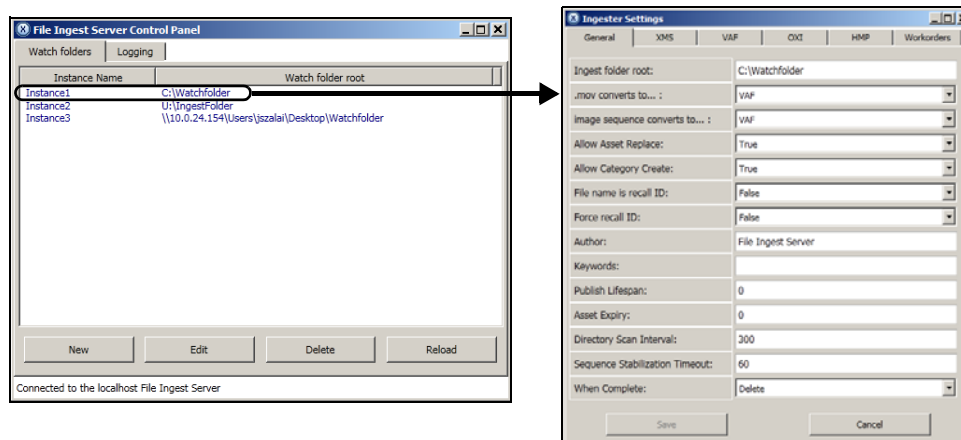 File Ingest Server Control Panel
Watch folders Logging
Instance Name Watch folder root
Instance1 C:\Watchfolder
Instance2 U:\IngestFolder
Instance3 \\10.0.24.154\Users\jszalai\Desktop\Watchfolder
New Edit Delete Reload
Connected to the localhost File Ingest Server
Ingester Settings
General XMS VAF OXI HMP Workorders
Ingest folder root: C:\Watchfolder
.mov converts to... : VAF
image sequence converts to... : VAF
Allow Asset Replace: True
Allow Category Create: True
File name is recall ID: False
Force recall ID: False
Author: File Ingest Server
Keywords:
Publish Lifespan: 0
Asset Expiry: 0
Directory Scan Interval: 300
Sequence Stabilization Timeout: 60
When Complete: Delete
Save Cancel